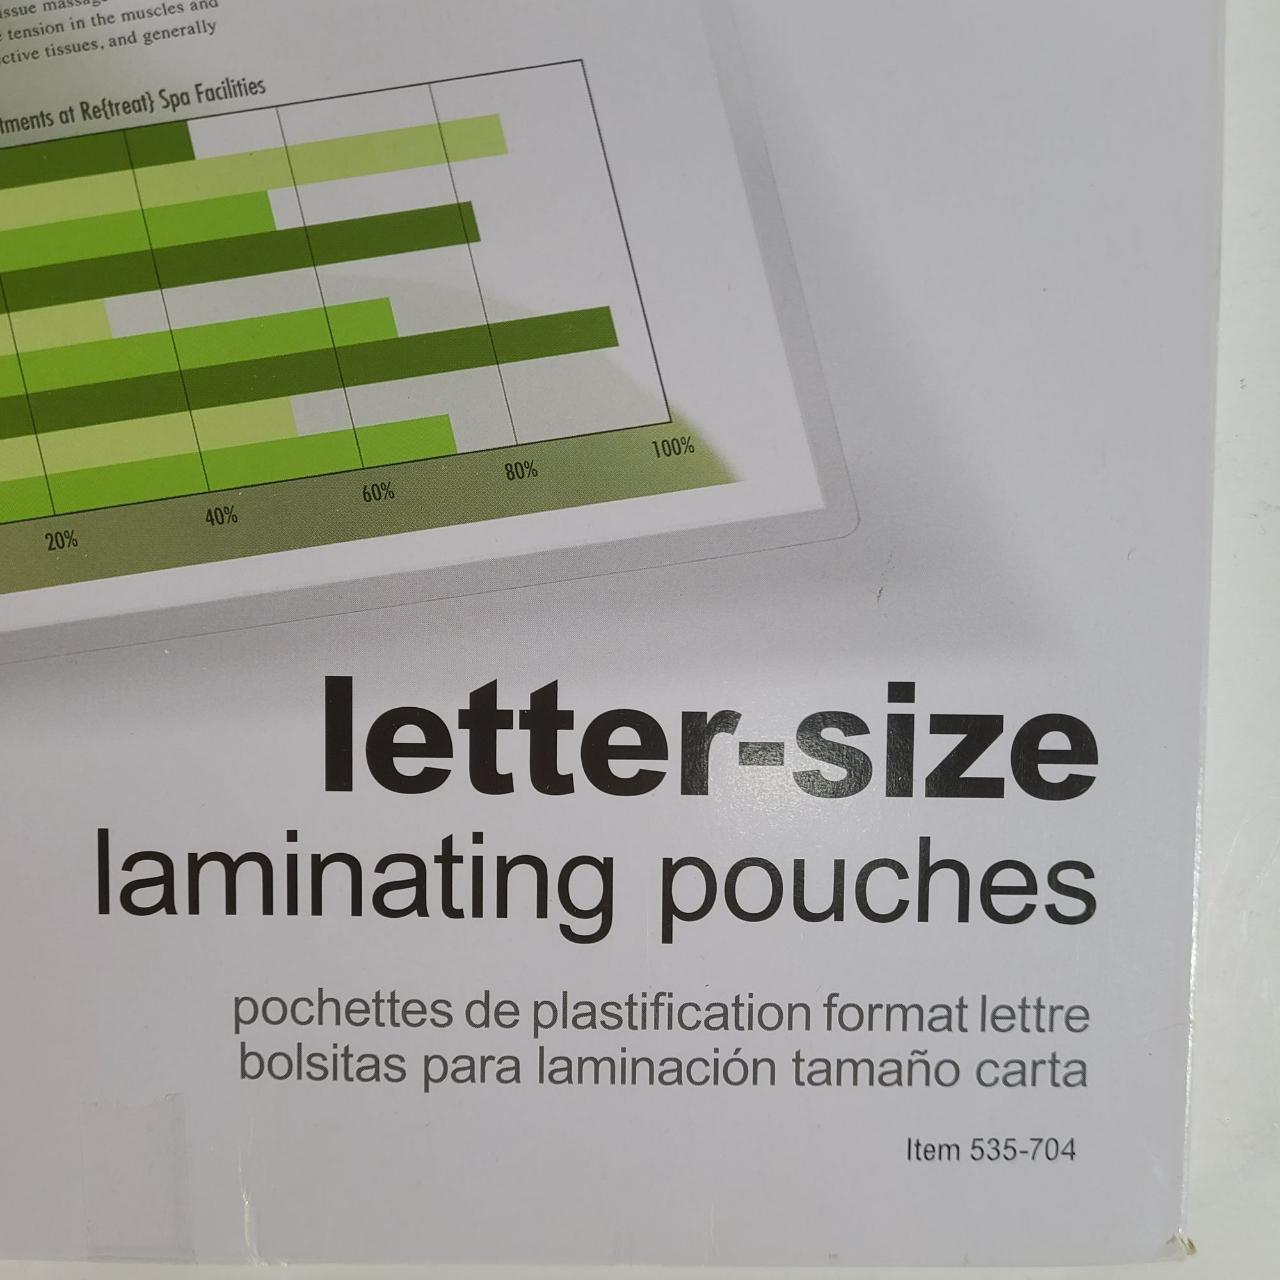 tension in the muscles and
ctive tissues, and generally
tments at Re{treat} Spa Facilities
20% 40% 60% 80% 100%
letter-size
laminating pouches
pochettes de plastification format lettre
bolsitas para laminación tamaño carta
Item 535-704